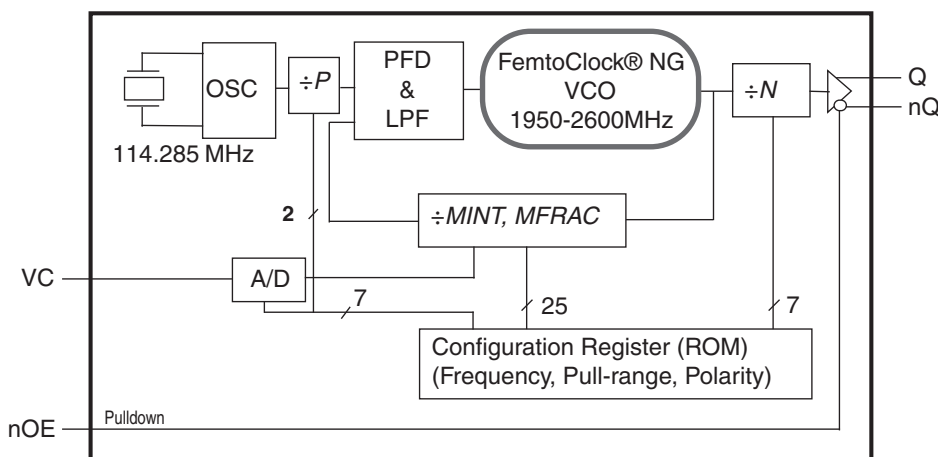 OSC
÷P
PFD
&
LPF
FemtoClock® NG
VCO
1950-2600MHz
÷N
Q
nQ
114.285 MHz
2
÷MINT, MFRAC
VC
A/D
7
25
7
Configuration Register (ROM)
(Frequency, Pull-range, Polarity)
nOE
Pulldown